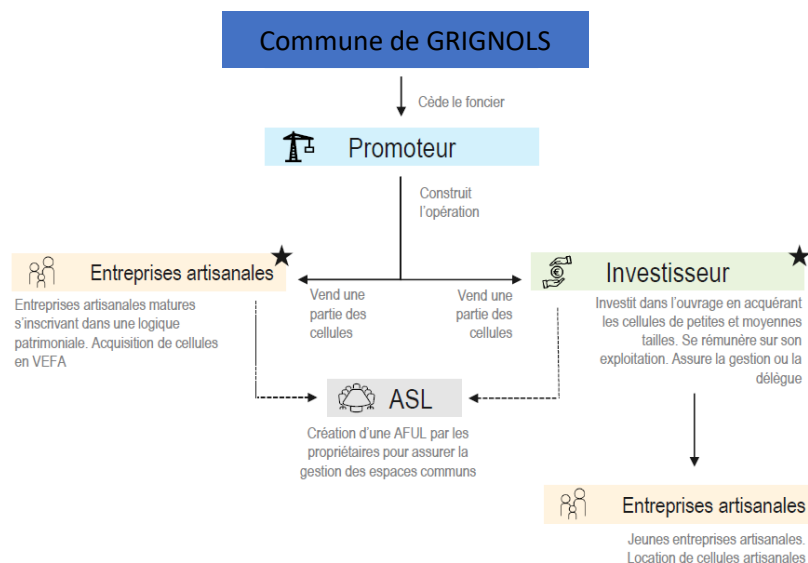 Commune de GRIGNOLS
Cède le foncier
Promoteur
Construit
l'opération
Entreprises artisanales
Entreprises artisanales matures
s'inscrivant dans une logique
patrimoniale. Acquisition de cellules
en VEFA
Vend une
partie des
cellules
Vend une
partie des
cellules
Investisseur
Investit dans l'ouvrage en acquérant
les cellules de petites et moyennes
tailles. Se rémunère sur son
exploitation. Assure la gestion ou la
délègue
ASL
Création d'une AFUL par les
propriétaires pour assurer la
gestion des espaces communs
Entreprises artisanales
Jeunes entreprises artisanales.
Location de cellules artisanales